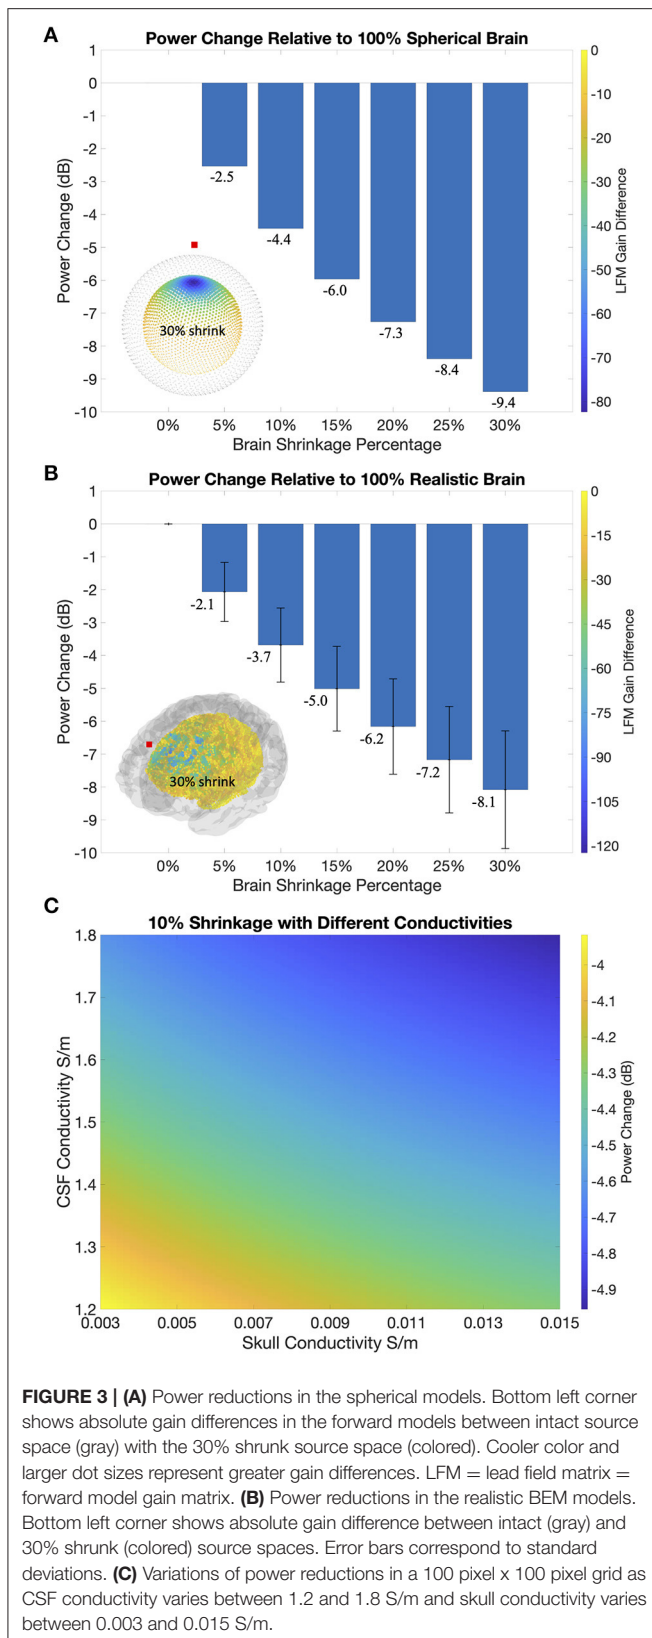 A
Power Change Relative to 100% Spherical Brain
1
0
-1
-2
-3
-4
-5
-6
-7
-8
-9
-10
Power Change (dB)
-2.5
-4.4
-6.0
-7.3
-8.4
-9.4
30% shrink
0% 5% 10% 15% 20% 25% 30%
Brain Shrinkage Percentage
0
-10
-20
-30
-40
-50
-60
-70
-80
LFM Gain Difference
B
Power Change Relative to 100% Realistic Brain
1
0
-1
-2
-3
-4
-5
-6
-7
-8
-9
-10
Power Change (dB)
-2.1
-3.7
-5.0
-6.2
-7.2
-8.1
30% shrink
0% 5% 10% 15% 20% 25% 30%
Brain Shrinkage Percentage
0
-15
-30
-45
-60
-75
-90
-105
-120
LFM Gain Difference
C
10% Shrinkage with Different Conductivities
1.8
1.7
1.6
1.5
1.4
1.3
1.2
CSF Conductivity S/m
0.003 0.005 0.007 0.009 0.011 0.013 0.015
Skull Conductivity S/m
-4
-4.1
-4.2
-4.3
-4.4
-4.5
-4.6
-4.7
-4.8
-4.9
Power Change (dB)
FIGURE 3 | (A) Power reductions in the spherical models. Bottom left corner
shows absolute gain differences in the forward models between intact source
space (gray) with the 30% shrunk source space (colored). Cooler color and
larger dot sizes represent greater gain differences. LFM = lead field matrix =
forward model gain matrix. (B) Power reductions in the realistic BEM models.
Bottom left corner shows absolute gain difference between intact (gray) and
30% shrunk (colored) source spaces. Error bars correspond to standard
deviations. (C) Variations of power reductions in a 100 pixel x 100 pixel grid as
CSF conductivity varies between 1.2 and 1.8 S/m and skull conductivity varies
between 0.003 and 0.015 S/m.